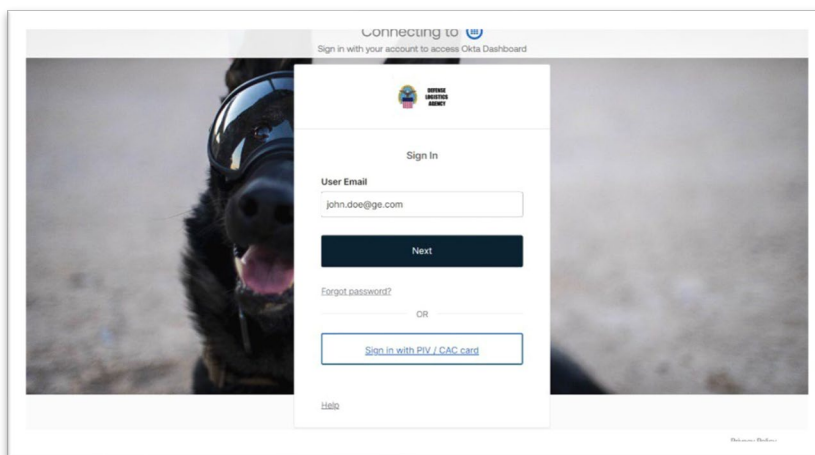 Connecting to
Sign in with your account to access Okta Dashboard
DEFENSE
LOGISTICS
AGENCY
Sign In
User Email
john.doe@ge.com
Next
Forgot password?
OR
Sign in with PIV / CAC card
Help